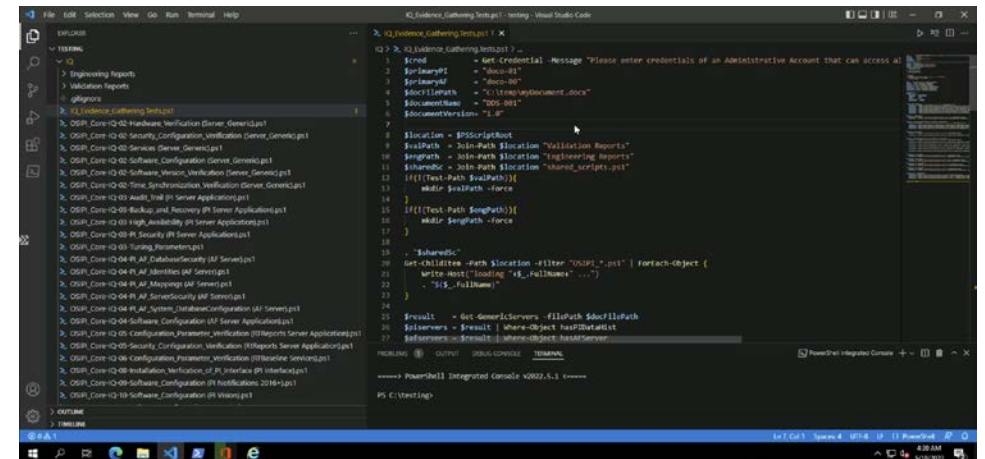 File Edit Selection View Go Run Terminal Help
IQ_Evidence_Gathering.Tests.ps1 - testing - Visual Studio Code
EXPLORER
TESTING
IQ
Engineering Reports
Validation Reports
.gitignore
IQ_Evidence_Gathering.Tests.ps1 1
OSIPI_Core-IQ-02-Hardware_Verification (Server_Generic).ps1
OSIPI_Core-IQ-02-Security_Configuration_Verification (Server_Generic).ps1
OSIPI_Core-IQ-02-Services (Server_Generic).ps1
OSIPI_Core-IQ-02-Software_Configuration (Server_Generic).ps1
OSIPI_Core-IQ-02-Software_Version_Verification (Server_Generic).ps1
OSIPI_Core-IQ-02-Time_Synchronization_Verification (Server_Generic).ps1
OSIPI_Core-IQ-03-Audit_Trail (PI Server Application).ps1
OSIPI_Core-IQ-03-Backup_and_Recovery (PI Server Application).ps1
OSIPI_Core-IQ-03-High_Availability (PI Server Application).ps1
OSIPI_Core-IQ-03-PI_Security (PI Server Application).ps1
OSIPI_Core-IQ-03-Tuning_Parameters.ps1
OSIPI_Core-IQ-04-PI_AF_DatabaseSecurity (AF Server).ps1
OSIPI_Core-IQ-04-PI_AF_Identities (AF Server).ps1
OSIPI_Core-IQ-04-PI_AF_Mappings (AF Server).ps1
OSIPI_Core-IQ-04-PI_AF_ServerSecurity (AF Server).ps1
OSIPI_Core-IQ-04-PI_AF_System_DatabaseConfiguration (AF Server).ps1
OSIPI_Core-IQ-04-Software_Configuration (AF Server Application).ps1
OSIPI_Core-IQ-05-Configuration_Parameter_Verification (RtReports Server Application).ps1
OSIPI_Core-IQ-05-Security_Configuration_Verification (RtReports Server Application).ps1
OSIPI_Core-IQ-06-Configuration_Parameter_Verification (RtBaseline Services).ps1
OSIPI_Core-IQ-08-Installation_Verfication_of_PI_Interface (PI Interface).ps1
OSIPI_Core-IQ-09-Software_Configuration (PI Notifications 2016+).ps1
OSIPI_Core-IQ-10-Software_Configuration (PI Vision).ps1
OUTLINE
TIMELINE
IQ_Evidence_Gathering.Tests.ps1 1
IQ > IQ_Evidence_Gathering.Tests.ps1 > ...
1 $cred = Get-Credential -Message "Please enter credentials of an Administrative Account that can access al
2 $primaryPI = "doco-01"
3 $primaryAF = "doco-00"
4 $docFilePath = "C:\temp\myDocument.docx"
5 $documentName = "DDS-001"
6 $documentVersion= "1.0"
7
8 $location = $PSScriptRoot
9 $valPath = Join-Path $location "Validation Reports"
10 $engPath = Join-Path $location "Engineering Reports"
11 $sharedSc = Join-Path $location "shared_scripts.ps1"
12 if(!(Test-Path $valPath)){
13 mkdir $valPath -force
14 }
15 if(!(Test-Path $engPath)){
16 mkdir $engPath -force
17 }
18
19 . "$sharedSc"
20 Get-ChildItem -Path $location -Filter "OSIPI_*.ps1" | ForEach-Object {
21 Write-Host("loading "+$_.FullName+" ...")
22 . "$($_.FullName)"
23 }
24
25 $result = Get-GenericServers -filePath $docFilePath
26 $piservers = $result | Where-Object hasPIDataHist
27 $afservers = $result | Where-Object hasAFServer
PROBLEMS 1 OUTPUT DEBUG CONSOLE TERMINAL
PowerShell Integrated Console
=====> PowerShell Integrated Console v2022.5.1 <=====
PS C:\testing>
0 1
Ln 7, Col 1 Spaces: 4 UTF-8 LF PowerShell
4:20 AM